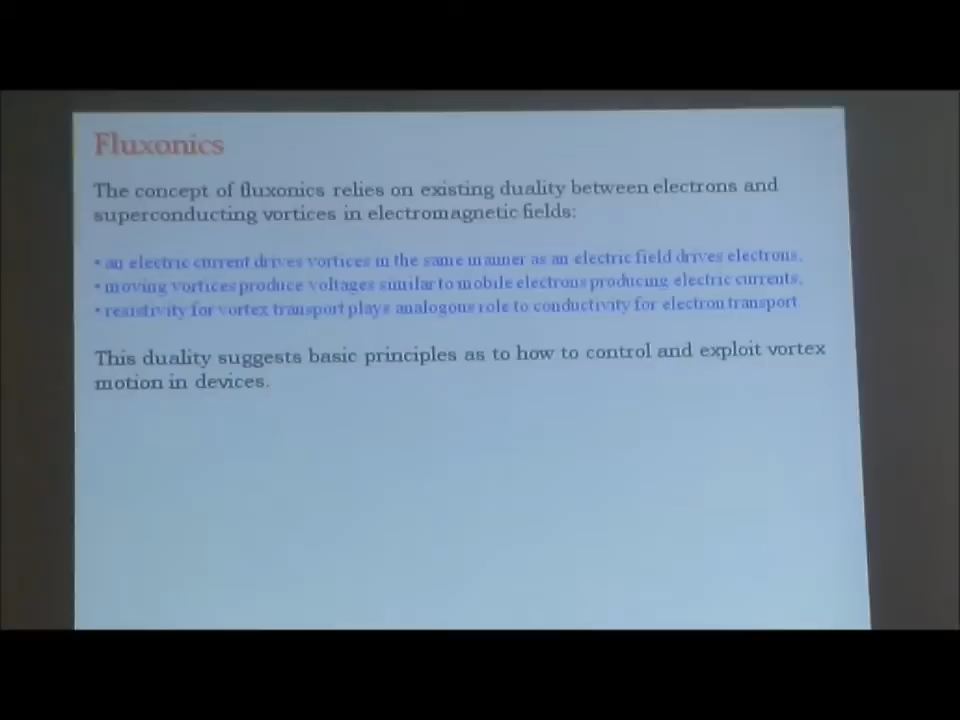 Fluxonics
The concept of fluxonics relies on existing duality between electrons and
superconducting vortices in electromagnetic fields:
• an electric current drives vortices in the same manner as an electric field drives electrons,
• moving vortices produce voltages similar to mobile electrons producing electric currents,
• resistivity for vortex transport plays analogous role to conductivity for electron transport
This duality suggests basic principles as to how to control and exploit vortex
motion in devices.